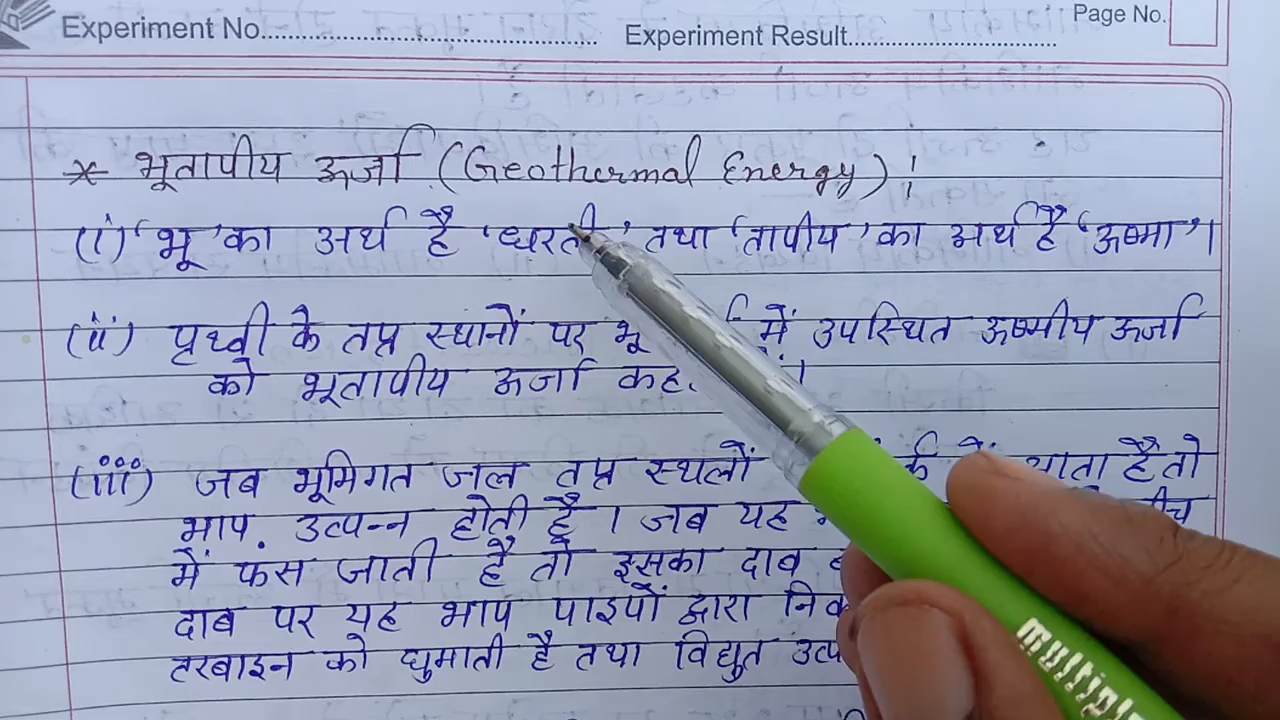 Experiment No. Experiment Result. Page No.
* भूतापीय ऊर्जा (Geothermal Energy) :
(i) 'भू' का अर्थ है 'धरती' तथा 'तापीय' का अर्थ है 'ऊष्मा'।
(ii) पृथ्वी के तप्त स्थानों पर भू में उपस्थित ऊष्मीय ऊर्जा
को भूतापीय ऊर्जा ।
(iii) जब भूमिगत जल तप्त स्थलों में आता है तो
भाप उत्पन्न होती है । जब यह
में फंस जाती है तो इसका दाब
दाब पर यह भाप पाइपों द्वारा
टरबाइन को घुमाती है तथा विद्युत